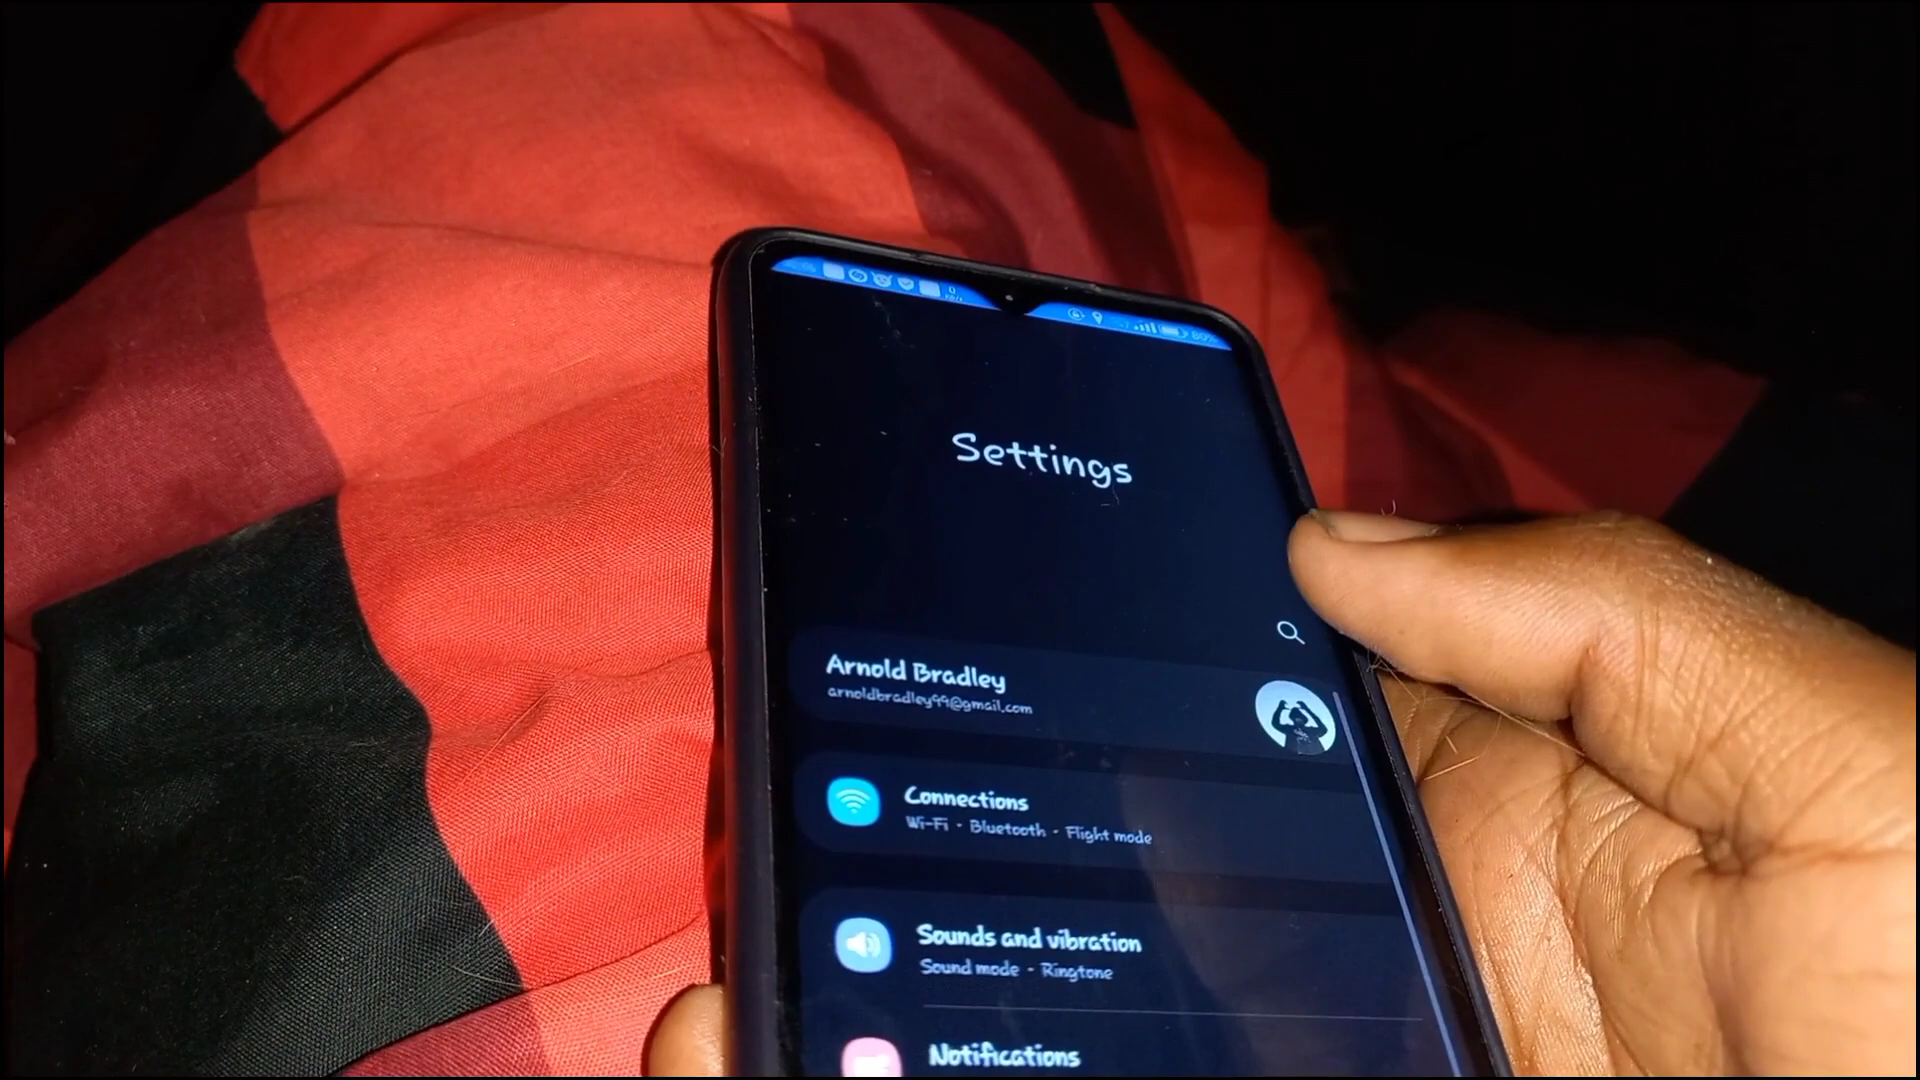 Settings
Arnold Bradley
arnoldbradley99@gmail.com
Connections
Wi-Fi • Bluetooth • Flight mode
Sounds and vibration
Sound mode • Ringtone
Notifications